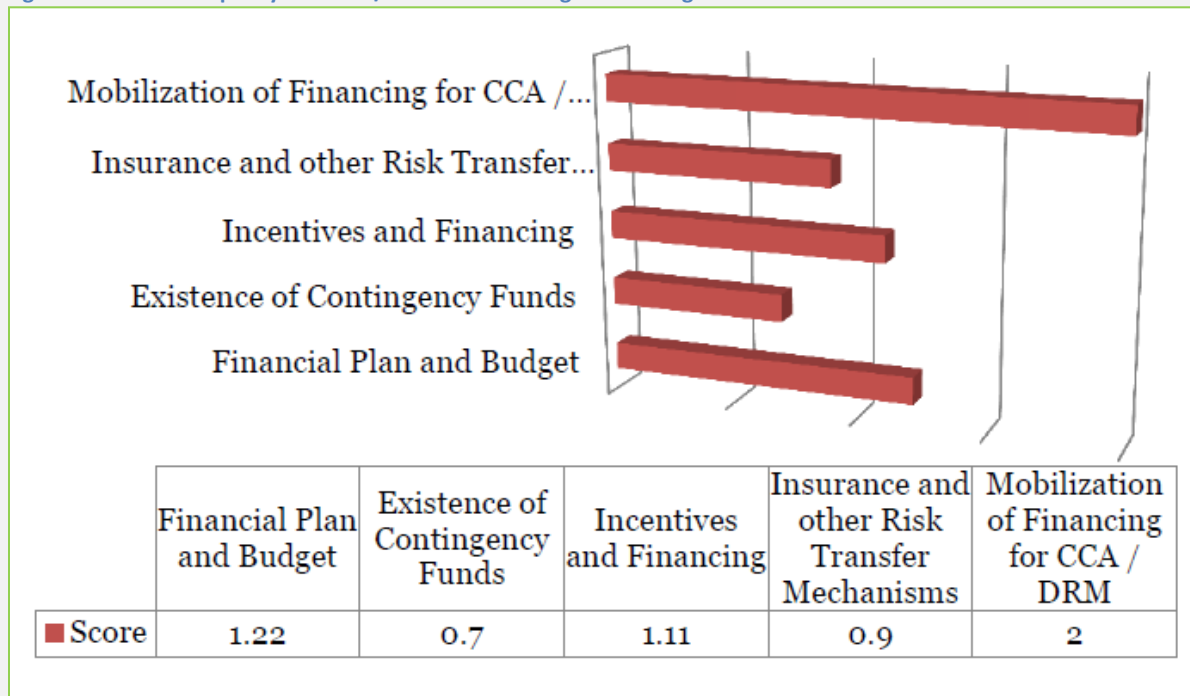 Mobilization of Financing for CCA /...
Insurance and other Risk Transfer...
Incentives and Financing
Existence of Contingency Funds
Financial Plan and Budget
Financial Plan
and Budget
Existence of
Contingency
Funds
Incentives
and Financing
Insurance and
other Risk
Transfer
Mechanisms
Mobilization
of Financing
for CCA /
DRM
Score 1.22 0.7 1.11 0.9 2